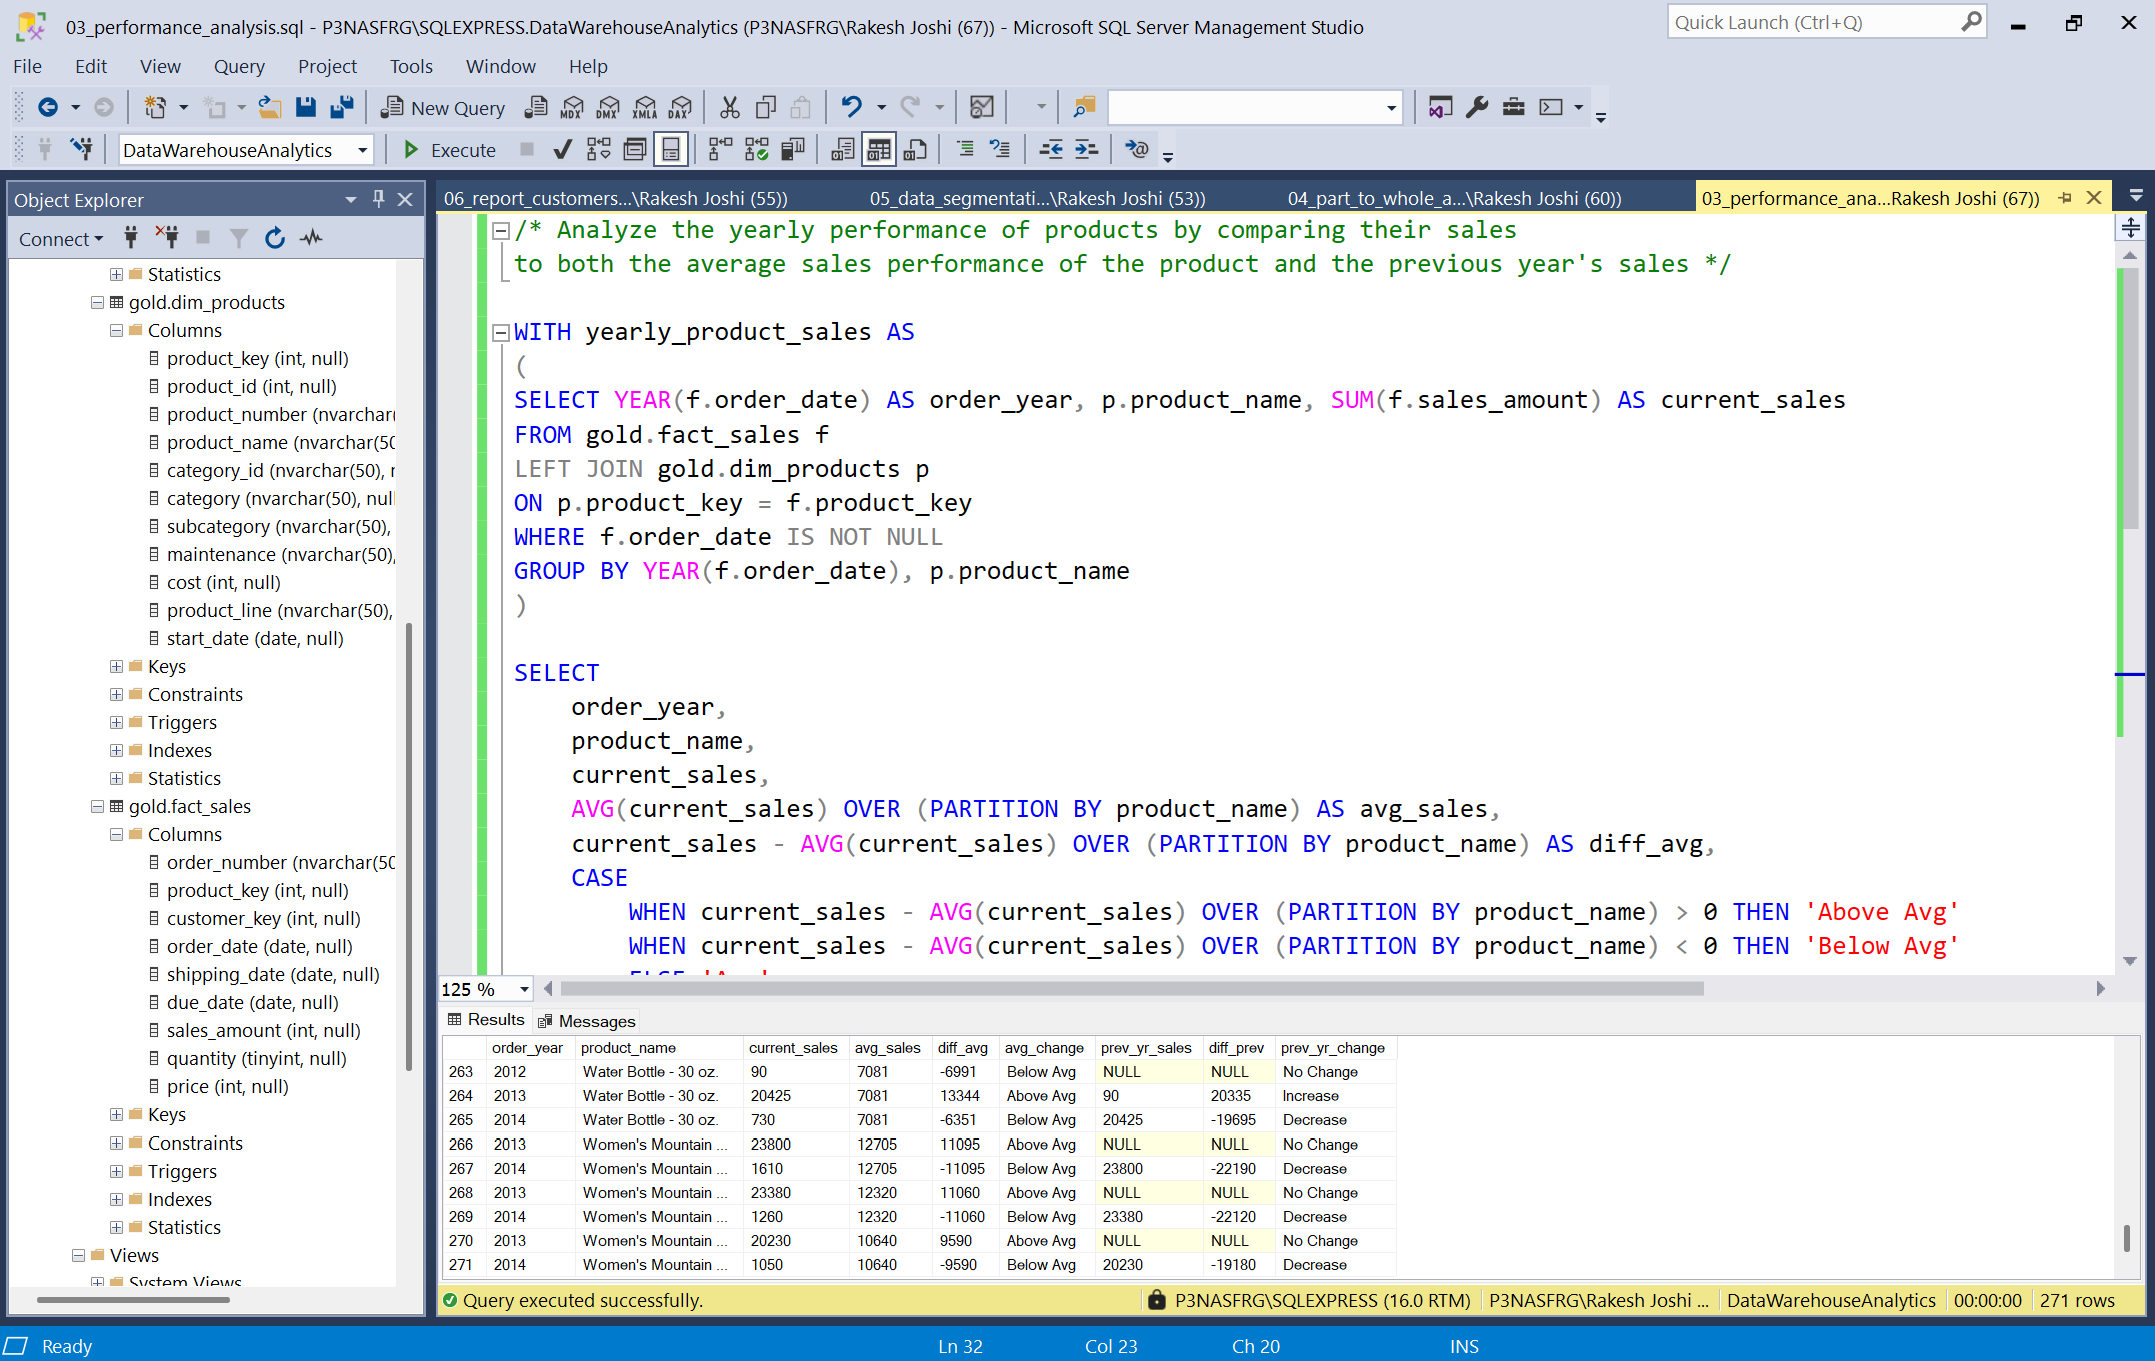 03_performance_analysis.sql - P3NASFRG\SQLEXPRESS.DataWarehouseAnalytics (P3NASFRG\Rakesh Joshi (67)) - Microsoft SQL Server Management Studio
Quick Launch (Ctrl+Q)
File Edit View Query Project Tools Window Help
New Query MDX DMX XMLA DAX
DataWarehouseAnalytics Execute
Object Explorer
Connect
Statistics
gold.dim_products
Columns
product_key (int, null)
product_id (int, null)
product_number (nvarchar(
product_name (nvarchar(50
category_id (nvarchar(50), n
category (nvarchar(50), null
subcategory (nvarchar(50),
maintenance (nvarchar(50),
cost (int, null)
product_line (nvarchar(50),
start_date (date, null)
Keys
Constraints
Triggers
Indexes
Statistics
gold.fact_sales
Columns
order_number (nvarchar(50
product_key (int, null)
customer_key (int, null)
order_date (date, null)
shipping_date (date, null)
due_date (date, null)
sales_amount (int, null)
quantity (tinyint, null)
price (int, null)
Keys
Constraints
Triggers
Indexes
Statistics
Views
System Views
06_report_customers...\Rakesh Joshi (55)) 05_data_segmentati...\Rakesh Joshi (53)) 04_part_to_whole_a...\Rakesh Joshi (60)) 03_performance_ana...Rakesh Joshi (67))
/* Analyze the yearly performance of products by comparing their sales
to both the average sales performance of the product and the previous year's sales */
WITH yearly_product_sales AS
(
SELECT YEAR(f.order_date) AS order_year, p.product_name, SUM(f.sales_amount) AS current_sales
FROM gold.fact_sales f
LEFT JOIN gold.dim_products p
ON p.product_key = f.product_key
WHERE f.order_date IS NOT NULL
GROUP BY YEAR(f.order_date), p.product_name
)
SELECT
order_year,
product_name,
current_sales,
AVG(current_sales) OVER (PARTITION BY product_name) AS avg_sales,
current_sales - AVG(current_sales) OVER (PARTITION BY product_name) AS diff_avg,
CASE
WHEN current_sales - AVG(current_sales) OVER (PARTITION BY product_name) > 0 THEN 'Above Avg'
WHEN current_sales - AVG(current_sales) OVER (PARTITION BY product_name) < 0 THEN 'Below Avg'
125 %
Results Messages
order_year product_name current_sales avg_sales diff_avg avg_change prev_yr_sales diff_prev prev_yr_change
263 2012 Water Bottle - 30 oz. 90 7081 -6991 Below Avg NULL NULL No Change
264 2013 Water Bottle - 30 oz. 20425 7081 13344 Above Avg 90 20335 Increase
265 2014 Water Bottle - 30 oz. 730 7081 -6351 Below Avg 20425 -19695 Decrease
266 2013 Women's Mountain ... 23800 12705 11095 Above Avg NULL NULL No Change
267 2014 Women's Mountain ... 1610 12705 -11095 Below Avg 23800 -22190 Decrease
268 2013 Women's Mountain ... 23380 12320 11060 Above Avg NULL NULL No Change
269 2014 Women's Mountain ... 1260 12320 -11060 Below Avg 23380 -22120 Decrease
270 2013 Women's Mountain ... 20230 10640 9590 Above Avg NULL NULL No Change
271 2014 Women's Mountain ... 1050 10640 -9590 Below Avg 20230 -19180 Decrease
Query executed successfully. P3NASFRG\SQLEXPRESS (16.0 RTM) P3NASFRG\Rakesh Joshi ... DataWarehouseAnalytics 00:00:00 271 rows
Ready Ln 32 Col 23 Ch 20 INS